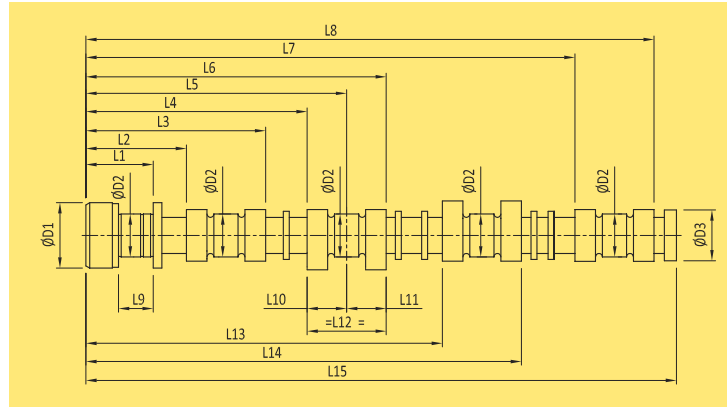 L8
L7
L6
L5
L4
L3
L2
L1
ØD2
ØD2
ØD2
ØD2
ØD2
ØD1
ØD3
L9
L10
L11
=L12 =
L13
L14
L15